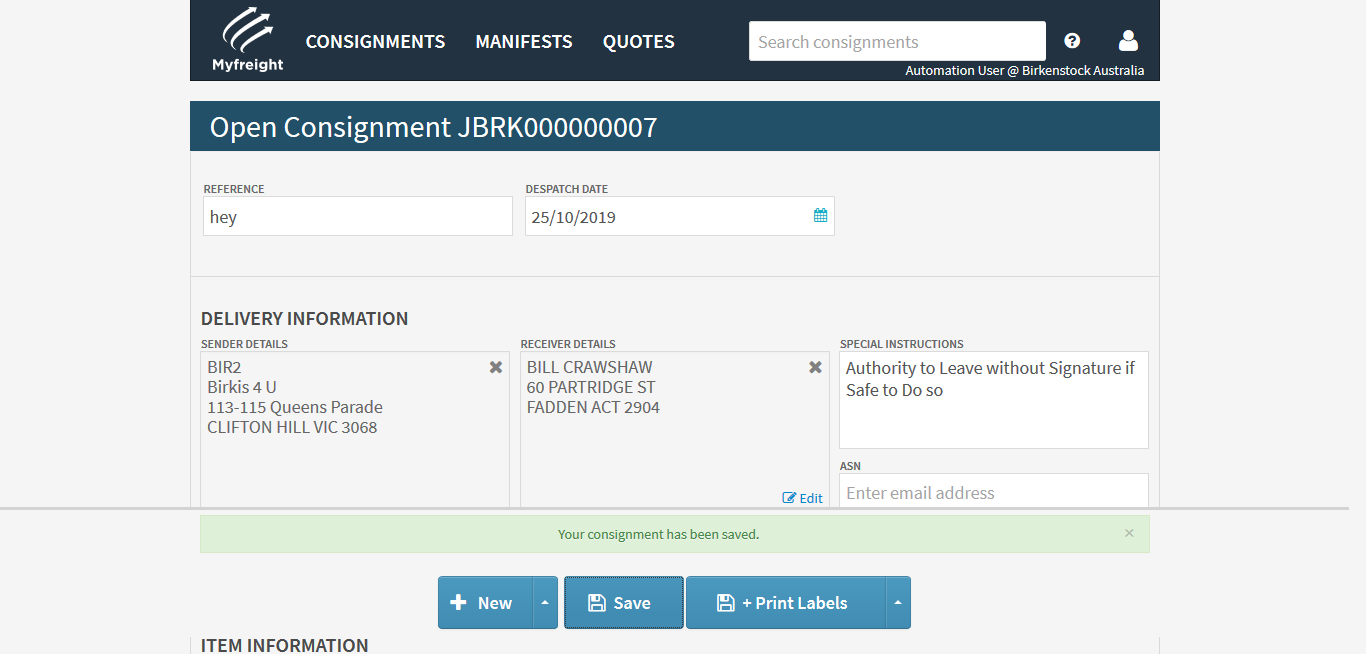 Myfreight
CONSIGNMENTS
MANIFESTS
QUOTES
Search consignments
?
Automation User @ Birkenstock Australia
Open Consignment JBRK000000007
REFERENCE
hey
DESPATCH DATE
25/10/2019
DELIVERY INFORMATION
SENDER DETAILS
BIR2
Birkis 4 U
113-115 Queens Parade
CLIFTON HILL VIC 3068
RECEIVER DETAILS
BILL CRAWSHAW
60 PARTRIDGE ST
FADDEN ACT 2904
Edit
SPECIAL INSTRUCTIONS
Authority to Leave without Signature if
Safe to Do so
ASN
Enter email address
Your consignment has been saved.
New
Save
+ Print Labels
ITEM INFORMATION